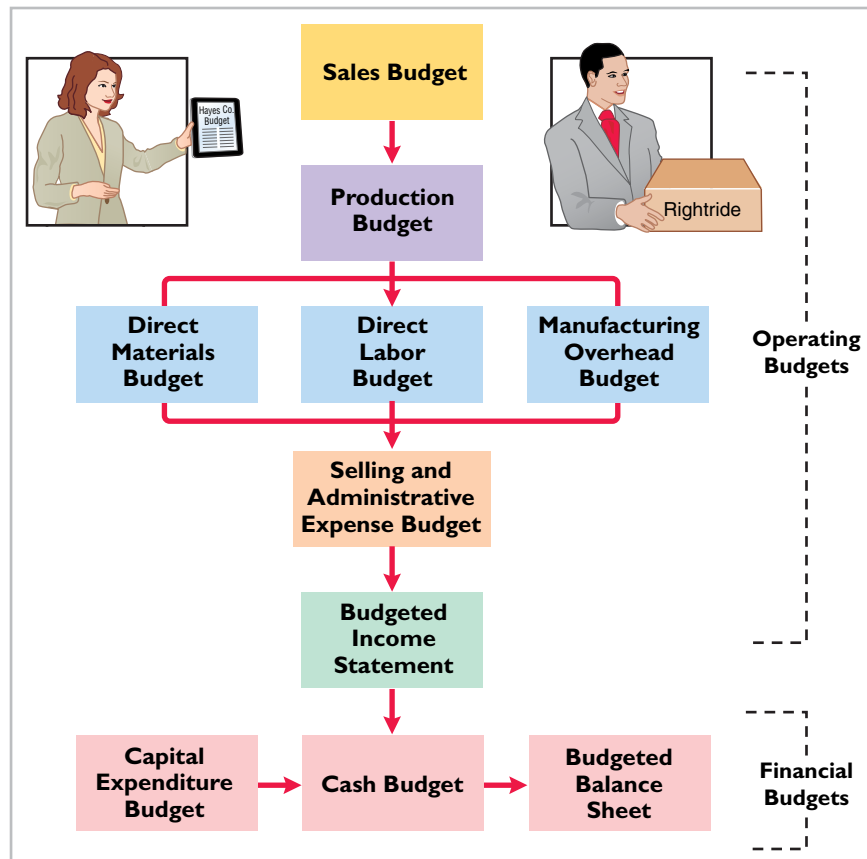 Hayes Co.
Budget
Sales Budget
Rightride
Production
Budget
Direct
Materials
Budget
Direct
Labor
Budget
Manufacturing
Overhead
Budget
Operating
Budgets
Selling and
Administrative
Expense Budget
Budgeted
Income
Statement
Capital
Expenditure
Budget
Cash Budget
Budgeted
Balance
Sheet
Financial
Budgets